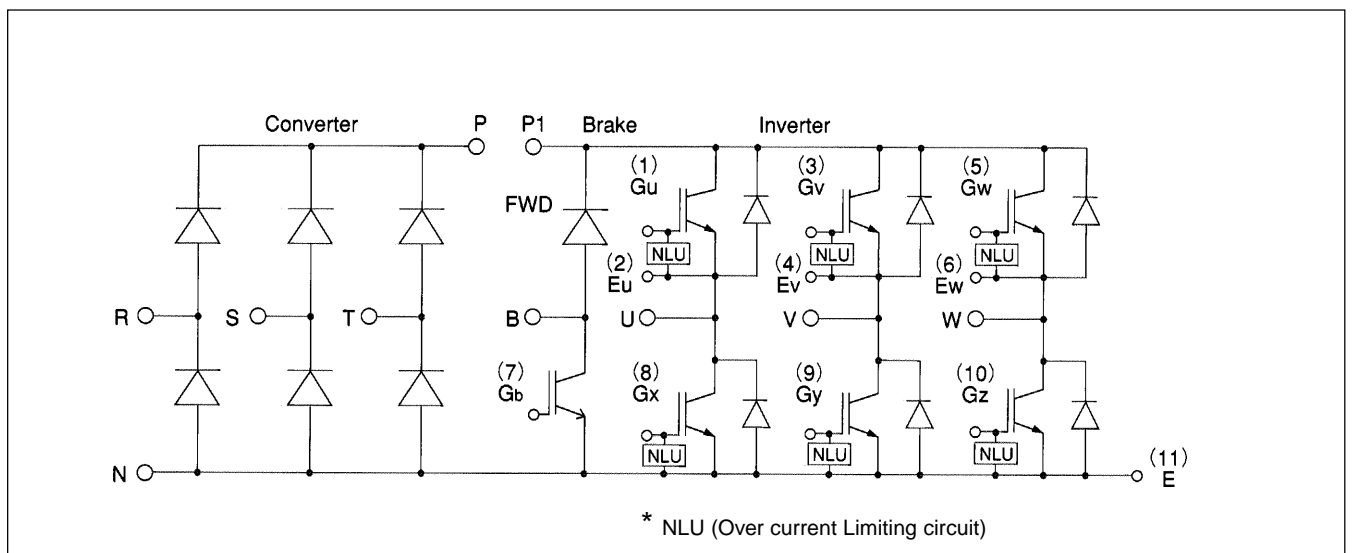 Converter P P1 Brake Inverter
(1) (3) (5)
Gu Gv Gw
FWD
NLU NLU NLU
(2) (4) (6)
Eu Ev Ew
R S T B U V W
(7) (8) (9) (10)
Gb Gx Gy Gz
NLU NLU NLU
(11)
N E
* NLU (Over current Limiting circuit)